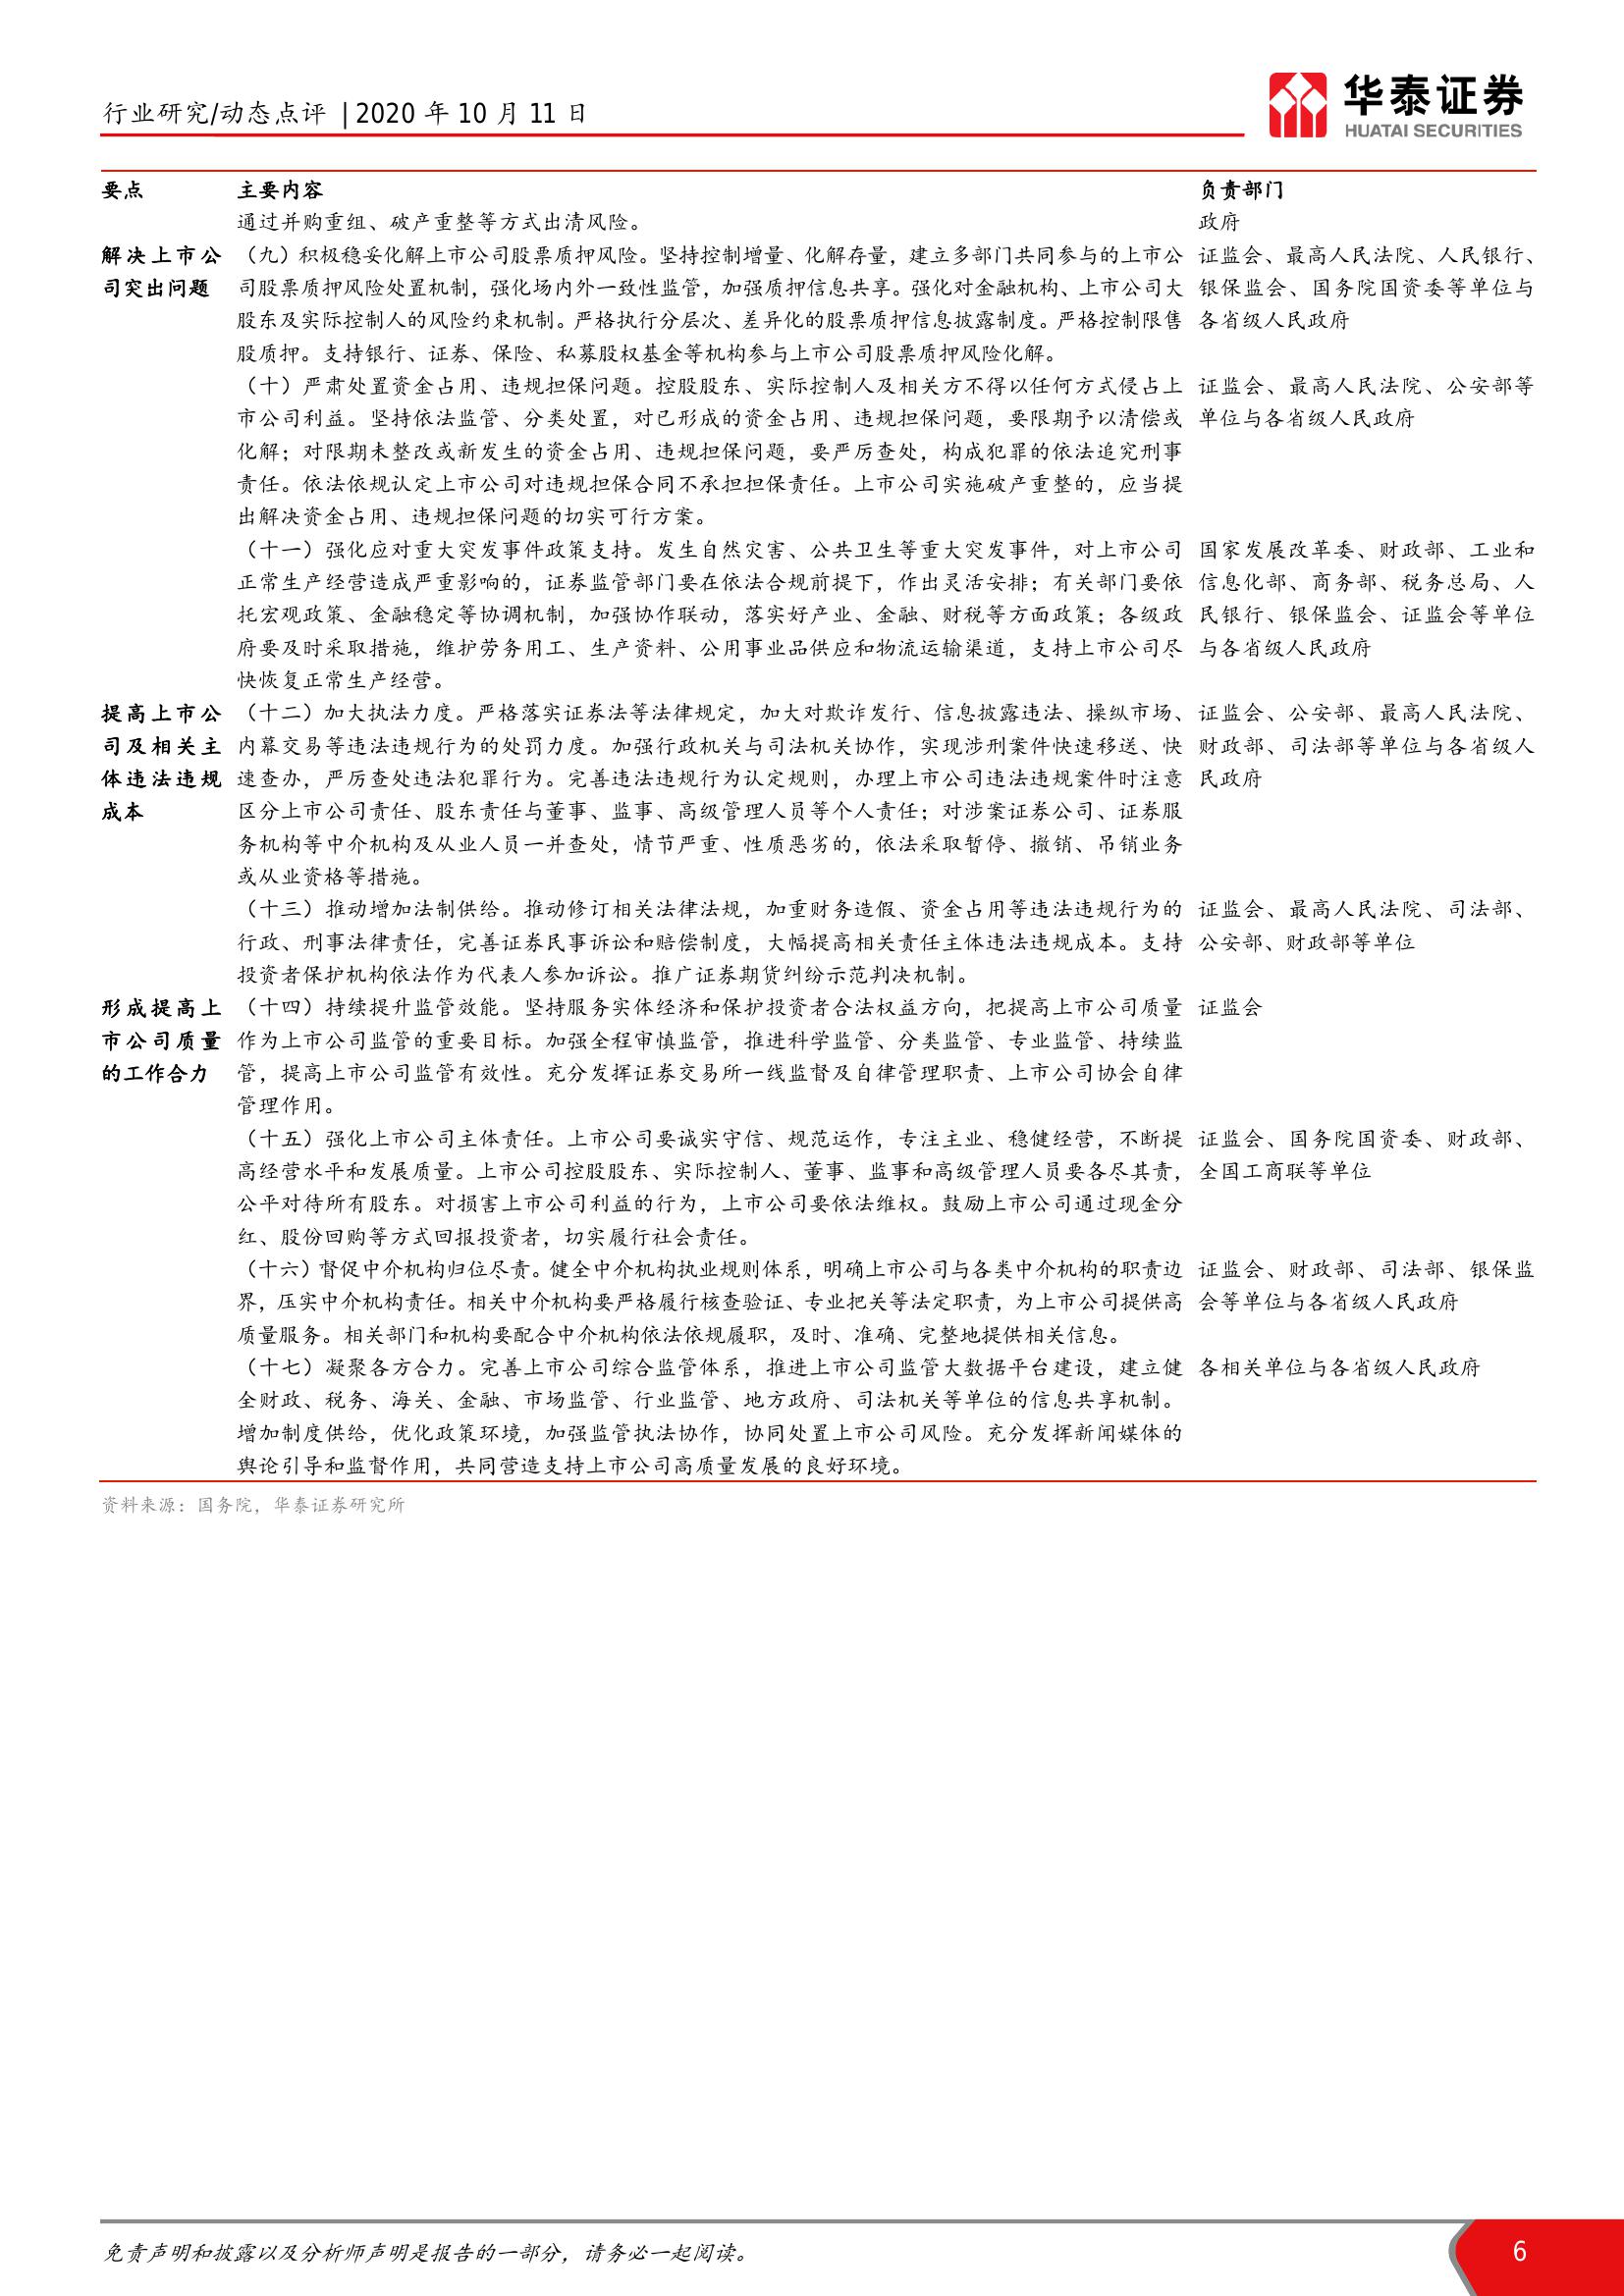 行业研究/动态点评 | 2020 年 10 月 11 日
华泰证券
HUATAI SECURITIES
要点 主要内容 负责部门
通过并购重组、破产重整等方式出清风险。 政府
解决上市公 （九）积极稳妥化解上市公司股票质押风险。坚持控制增量、化解存量，建立多部门共同参与的上市公 证监会、最高人民法院、人民银行、
司突出问题 司股票质押风险处置机制，强化场内外一致性监管，加强质押信息共享。强化对金融机构、上市公司大 银保监会、国务院国资委等单位与
股东及实际控制人的风险约束机制。严格执行分层次、差异化的股票质押信息披露制度。严格控制限售 各省级人民政府
股质押。支持银行、证券、保险、私募股权基金等机构参与上市公司股票质押风险化解。
（十）严肃处置资金占用、违规担保问题。控股股东、实际控制人及相关方不得以任何方式侵占上 证监会、最高人民法院、公安部等
市公司利益。坚持依法监管、分类处置，对已形成的资金占用、违规担保问题，要限期予以清偿或 单位与各省级人民政府
化解；对限期未整改或新发生的资金占用、违规担保问题，要严厉查处，构成犯罪的依法追究刑事
责任。依法依规认定上市公司对违规担保合同不承担担保责任。上市公司实施破产重整的，应当提
出解决资金占用、违规担保问题的切实可行方案。
（十一）强化应对重大突发事件政策支持。发生自然灾害、公共卫生等重大突发事件，对上市公司 国家发展改革委、财政部、工业和
正常生产经营造成严重影响的，证券监管部门要在依法合规前提下，作出灵活安排；有关部门要依 信息化部、商务部、税务总局、人
托宏观政策、金融稳定等协调机制，加强协作联动，落实好产业、金融、财税等方面政策；各级政 民银行、银保监会、证监会等单位
府要及时采取措施，维护劳务用工、生产资料、公用事业品供应和物流运输渠道，支持上市公司尽 与各省级人民政府
快恢复正常生产经营。
提高上市公 （十二）加大执法力度。严格落实证券法等法律规定，加大对欺诈发行、信息披露违法、操纵市场、 证监会、公安部、最高人民法院、
司及相关主 内幕交易等违法违规行为的处罚力度。加强行政机关与司法机关协作，实现涉刑案件快速移送、快 财政部、司法部等单位与各省级人
体违法违规 速查办，严厉查处违法犯罪行为。完善违法违规行为认定规则，办理上市公司违法违规案件时注意 民政府
成本 区分上市公司责任、股东责任与董事、监事、高级管理人员等个人责任；对涉案证券公司、证券服
务机构等中介机构及从业人员一并查处，情节严重、性质恶劣的，依法采取暂停、撤销、吊销业务
或从业资格等措施。
（十三）推动增加法制供给。推动修订相关法律法规，加重财务造假、资金占用等违法违规行为的 证监会、最高人民法院、司法部、
行政、刑事法律责任，完善证券民事诉讼和赔偿制度，大幅提高相关责任主体违法违规成本。支持 公安部、财政部等单位
投资者保护机构依法作为代表人参加诉讼。推广证券期货纠纷示范判决机制。
形成提高上 （十四）持续提升监管效能。坚持服务实体经济和保护投资者合法权益方向，把提高上市公司质量 证监会
市公司质量 作为上市公司监管的重要目标。加强全程审慎监管，推进科学监管、分类监管、专业监管、持续监
的工作合力 管，提高上市公司监管有效性。充分发挥证券交易所一线监督及自律管理职责、上市公司协会自律
管理作用。
（十五）强化上市公司主体责任。上市公司要诚实守信、规范运作，专注主业、稳健经营，不断提 证监会、国务院国资委、财政部、
高经营水平和发展质量。上市公司控股股东、实际控制人、董事、监事和高级管理人员要各尽其责， 全国工商联等单位
公平对待所有股东。对损害上市公司利益的行为，上市公司要依法维权。鼓励上市公司通过现金分
红、股份回购等方式回报投资者，切实履行社会责任。
（十六）督促中介机构归位尽责。健全中介机构执业规则体系，明确上市公司与各类中介机构的职责边 证监会、财政部、司法部、银保监
界，压实中介机构责任。相关中介机构要严格履行核查验证、专业把关等法定职责，为上市公司提供高 会等单位与各省级人民政府
质量服务。相关部门和机构要配合中介机构依法依规履职，及时、准确、完整地提供相关信息。
（十七）凝聚各方合力。完善上市公司综合监管体系，推进上市公司监管大数据平台建设，建立健 各相关单位与各省级人民政府
全财政、税务、海关、金融、市场监管、行业监管、地方政府、司法机关等单位的信息共享机制。
增加制度供给，优化政策环境，加强监管执法协作，协同处置上市公司风险。充分发挥新闻媒体的
舆论引导和监督作用，共同营造支持上市公司高质量发展的良好环境。
资料来源：国务院，华泰证券研究所
免责声明和披露以及分析师声明是报告的一部分，请务必一起阅读。 6